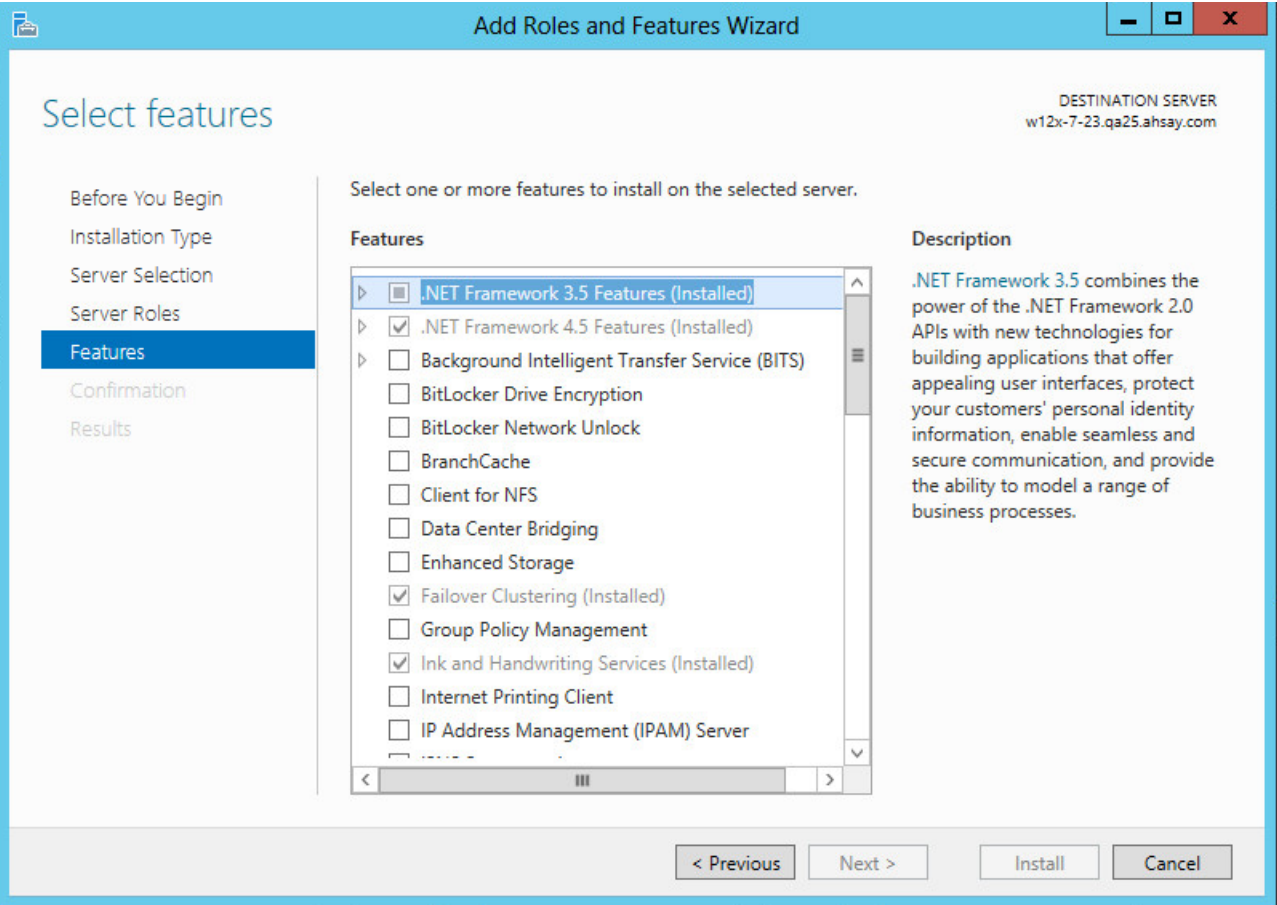 Add Roles and Features Wizard
Select features
DESTINATION SERVER
w12x-7-23.qa25.ahsay.com
Before You Begin
Installation Type
Server Selection
Server Roles
Features
Confirmation
Results
Select one or more features to install on the selected server.
Features
.NET Framework 3.5 Features (Installed)
.NET Framework 4.5 Features (Installed)
Background Intelligent Transfer Service (BITS)
BitLocker Drive Encryption
BitLocker Network Unlock
BranchCache
Client for NFS
Data Center Bridging
Enhanced Storage
Failover Clustering (Installed)
Group Policy Management
Ink and Handwriting Services (Installed)
Internet Printing Client
IP Address Management (IPAM) Server
Description
.NET Framework 3.5 combines the
power of the .NET Framework 2.0
APIs with new technologies for
building applications that offer
appealing user interfaces, protect
your customers' personal identity
information, enable seamless and
secure communication, and provide
the ability to model a range of
business processes.
< Previous
Next >
Install
Cancel